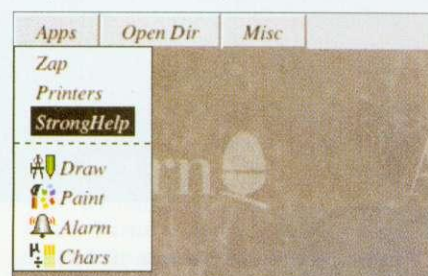 Apps Open Dir Misc
Zap
Printers
StrongHelp
Draw
Paint
Alarm
Chars